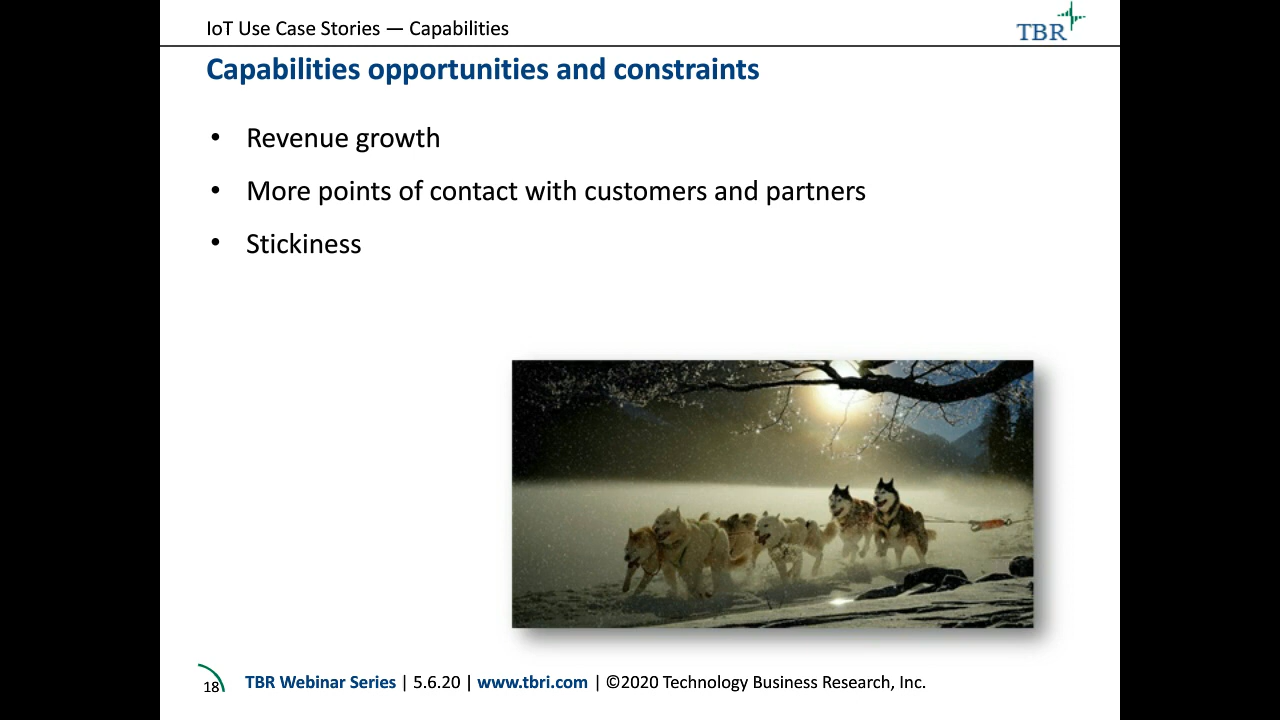 IoT Use Case Stories — Capabilities
TBR
Capabilities opportunities and constraints
• Revenue growth
• More points of contact with customers and partners
• Stickiness
18
TBR Webinar Series | 5.6.20 | www.tbri.com | ©2020 Technology Business Research, Inc.